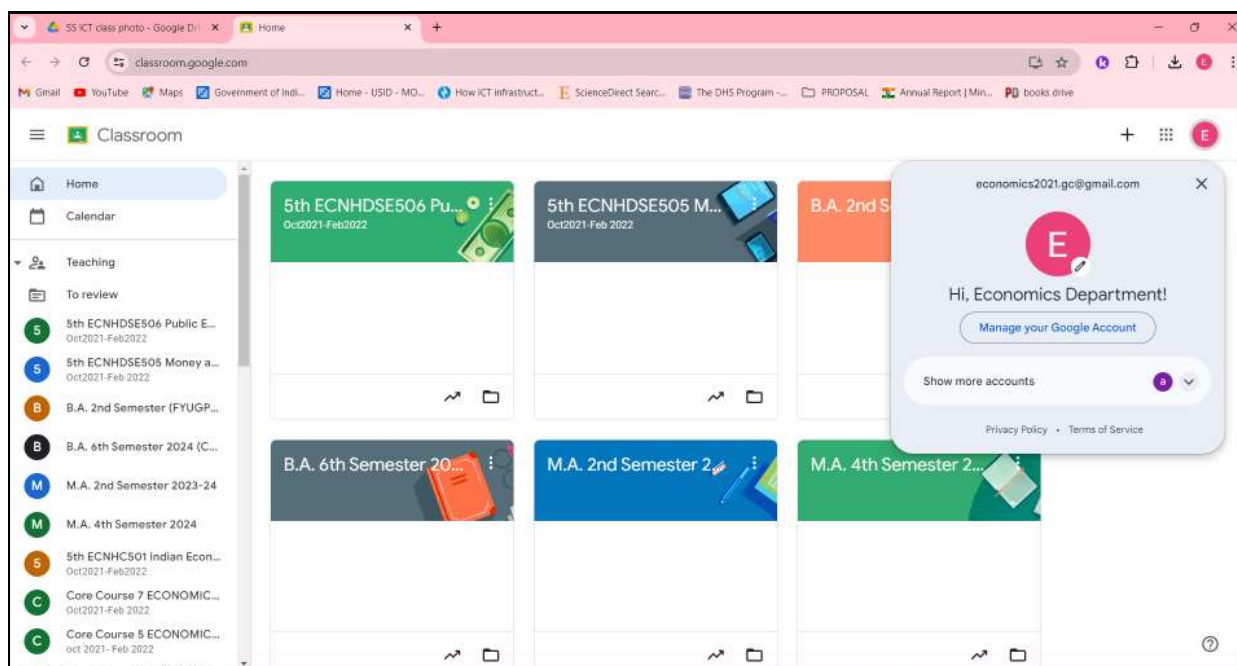 SS ICT class photo - Google Dri
Home
classroom.google.com
Gmail
YouTube
Maps
Government of Indi...
Home - USID - MO...
How ICT infrastruct...
ScienceDirect Searc...
The DHS Program -...
PROPOSAL
Annual Report | Min...
books drive
Classroom
E
Home
Calendar
Teaching
To review
5
5th ECNHDSE506 Public E...
Oct2021-Feb2022
5
5th ECNHDSE505 Money a...
Oct2021-Feb 2022
B
B.A. 2nd Semester (FYUGP...
B
B.A. 6th Semester 2024 (C...
M
M.A. 2nd Semester 2023-24
M
M.A. 4th Semester 2024
5
5th ECNHC501 Indian Econ...
Oct2021-Feb2022
C
Core Course 7 ECONOMIC...
Oct2021-Feb 2022
C
Core Course 5 ECONOMIC...
oct 2021- Feb 2022
5th ECNHDSE506 Pu...
Oct2021-Feb2022
5th ECNHDSE505 M...
Oct2021-Feb 2022
B.A. 2nd S
B.A. 6th Semester 20...
M.A. 2nd Semester 2
M.A. 4th Semester 2...
economics2021.gc@gmail.com
E
Hi, Economics Department!
Manage your Google Account
Show more accounts
a
Privacy Policy • Terms of Service